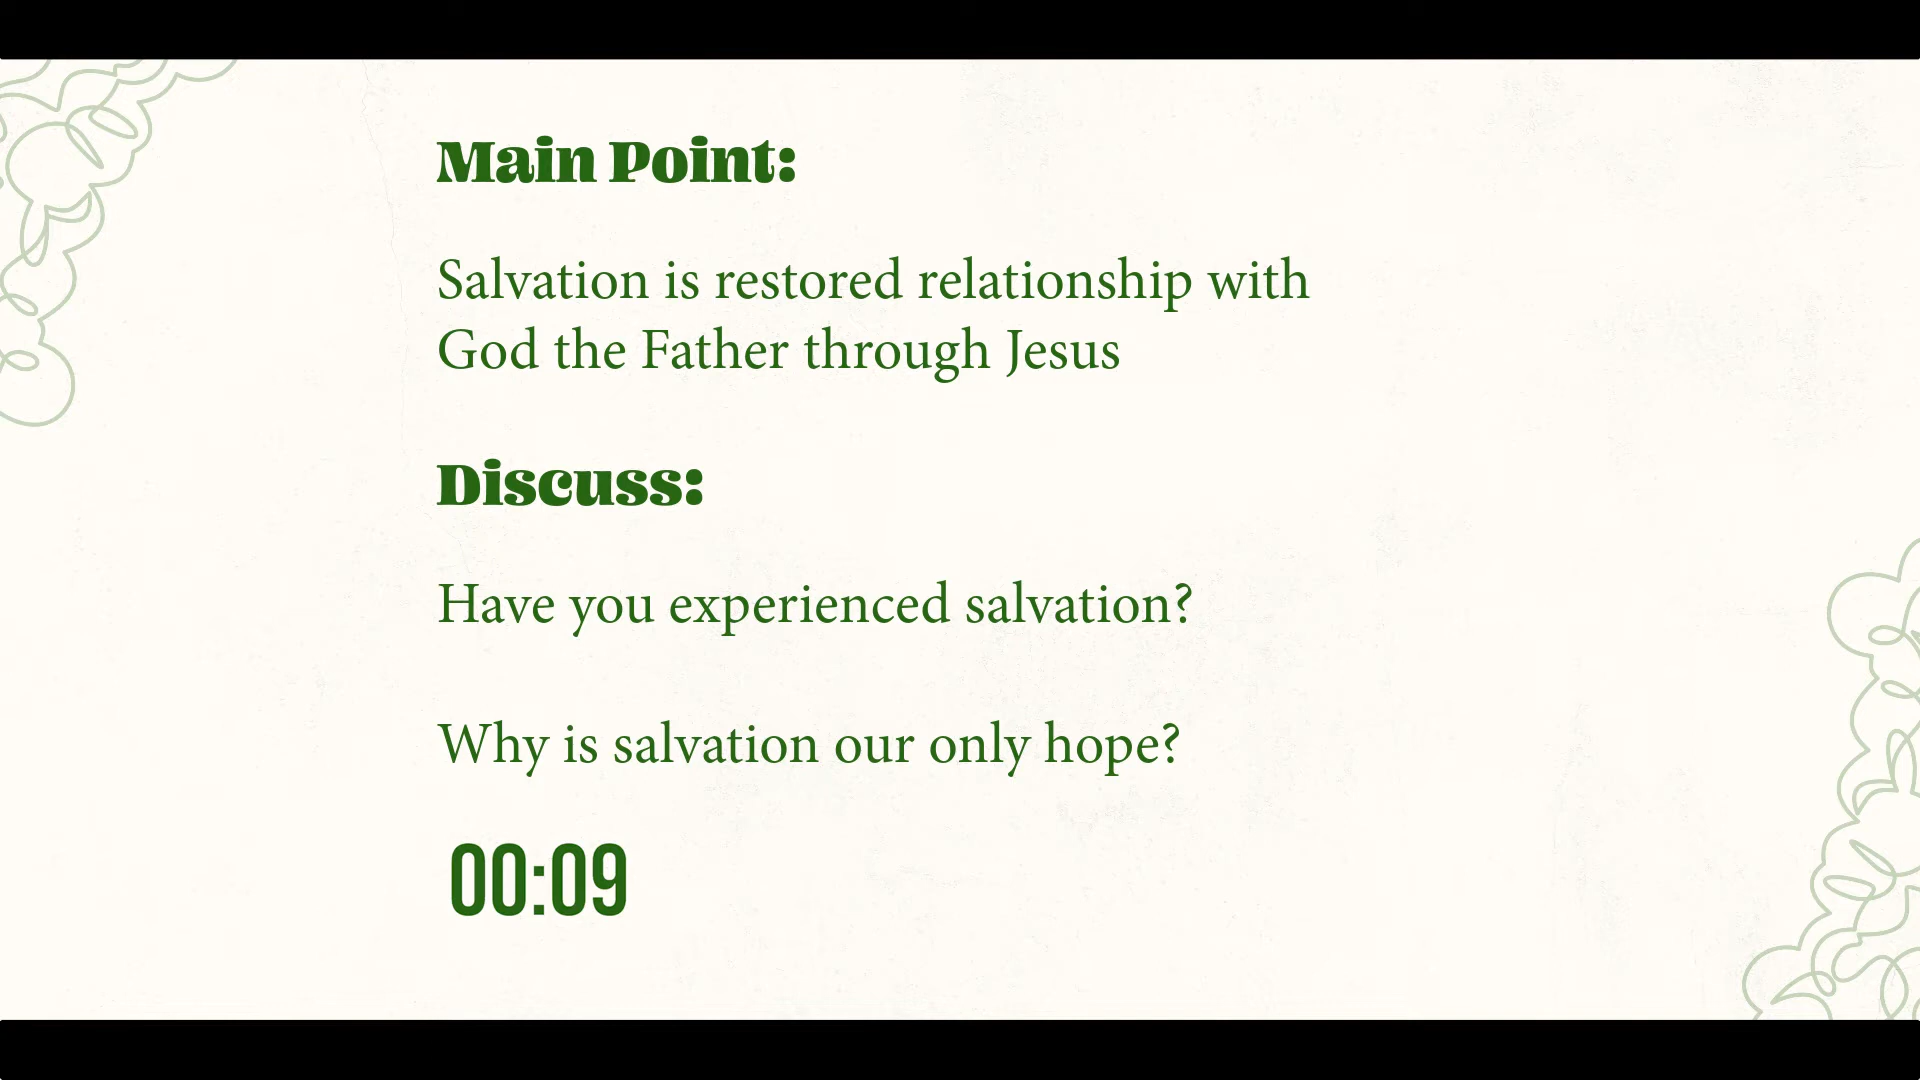 Main Point:
Salvation is restored relationship with
God the Father through Jesus
Discuss:
Have you experienced salvation?
Why is salvation our only hope?
00:09